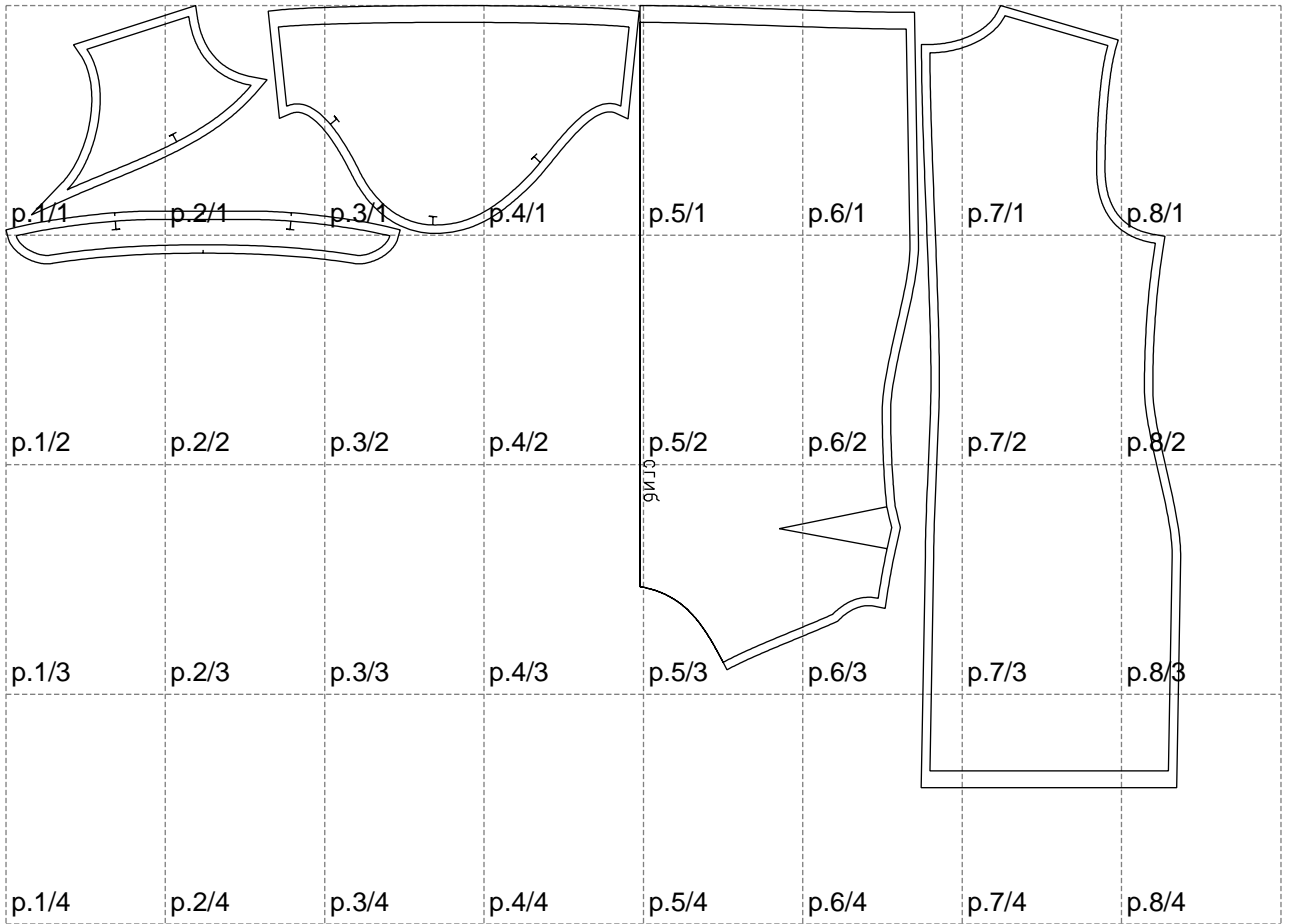 p.1/1 p.2/1 p.3/1 p.4/1 p.5/1 p.6/1 p.7/1 p.8/1
p.1/2 p.2/2 p.3/2 p.4/2 p.5/2 p.6/2 p.7/2 p.8/2
сгиб
p.1/3 p.2/3 p.3/3 p.4/3 p.5/3 p.6/3 p.7/3 p.8/3
p.1/4 p.2/4 p.3/4 p.4/4 p.5/4 p.6/4 p.7/4 p.8/4